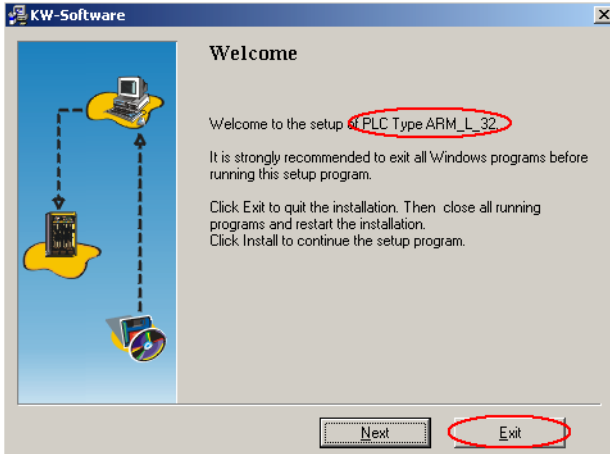 KW-Software
Welcome
Welcome to the setup of PLC Type ARM_L_32.
It is strongly recommended to exit all Windows programs before
running this setup program.
Click Exit to quit the installation. Then close all running
programs and restart the installation.
Click Install to continue the setup program.
Next
Exit